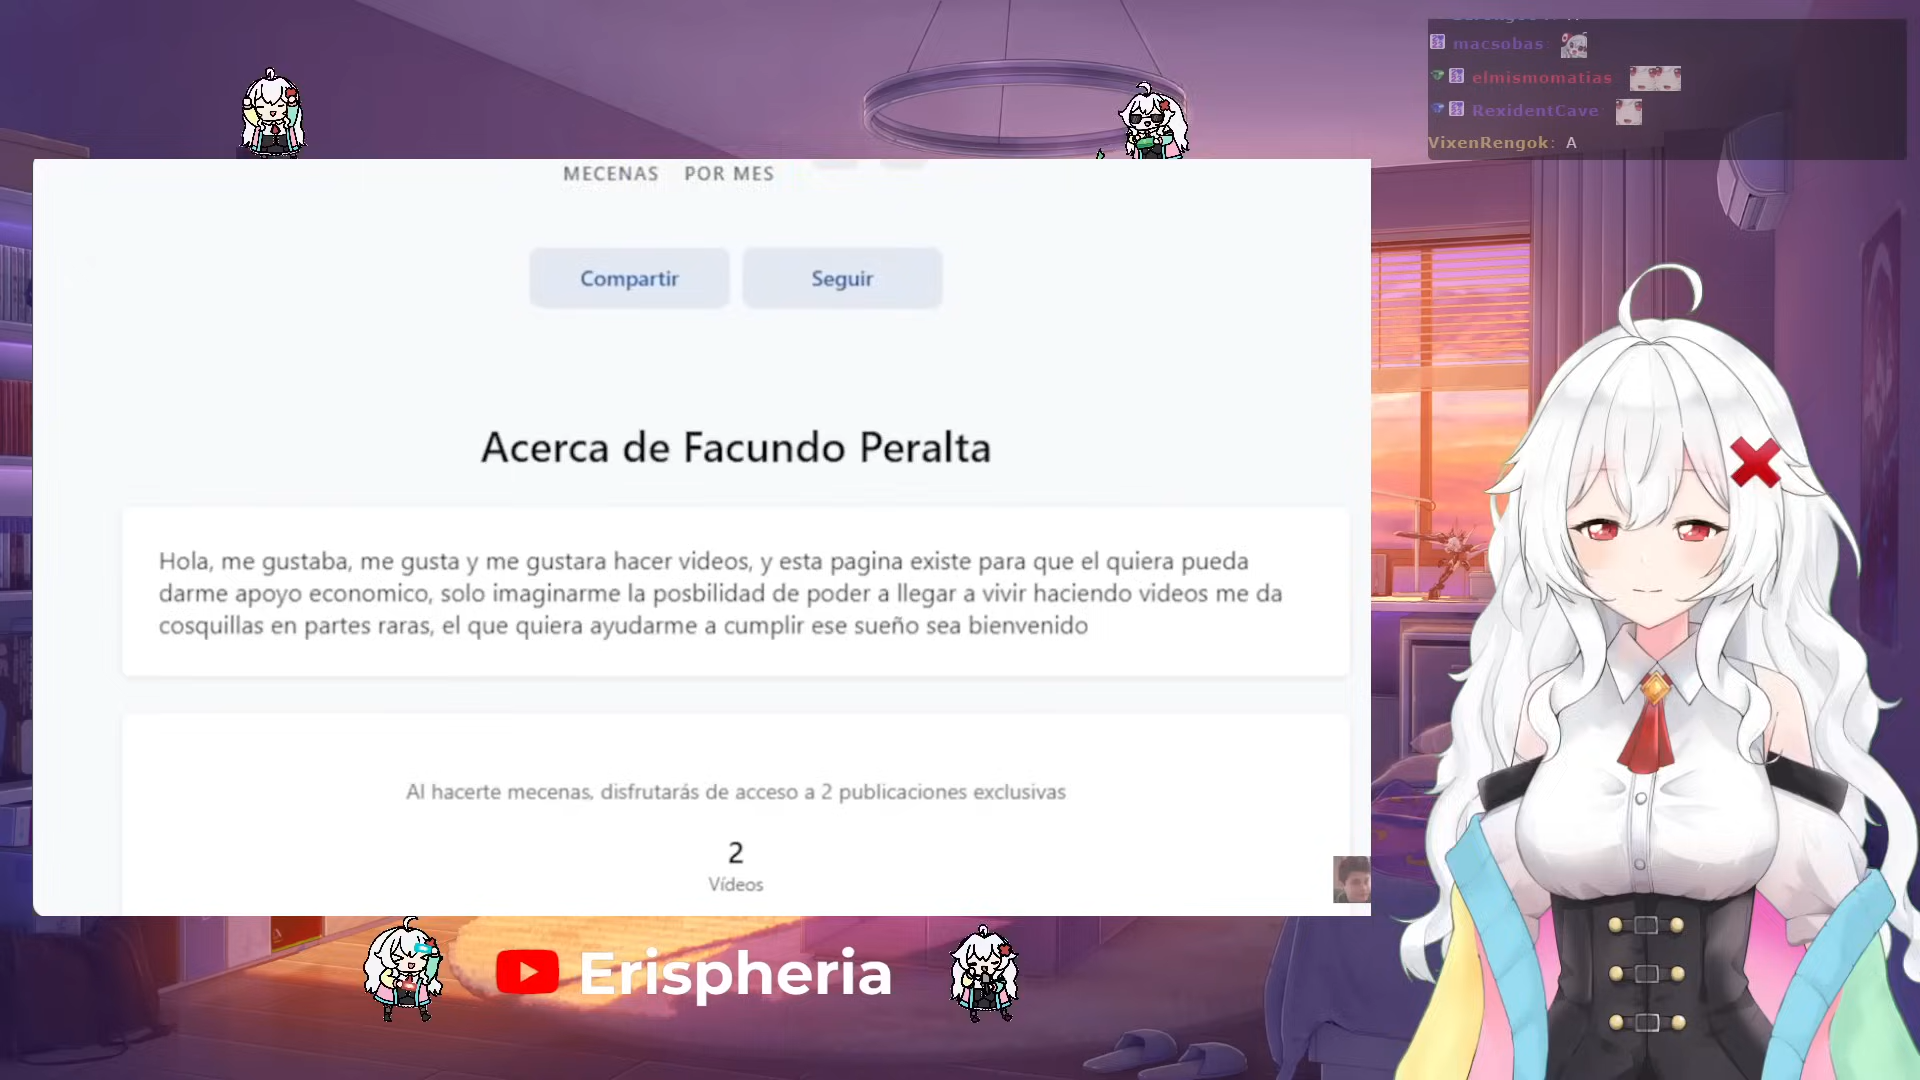 macsobas:
elmismomatias
RexidentCave:
VixenRengok: A
MECENAS POR MES
Compartir Seguir
Acerca de Facundo Peralta
Hola, me gustaba, me gusta y me gustara hacer videos, y esta pagina existe para que el quiera pueda
darme apoyo economico, solo imaginarme la posbilidad de poder a llegar a vivir haciendo videos me da
cosquillas en partes raras, el que quiera ayudarme a cumplir ese sueño sea bienvenido
Al hacerte mecenas, disfrutarás de acceso a 2 publicaciones exclusivas
2
Vídeos
Erispheria